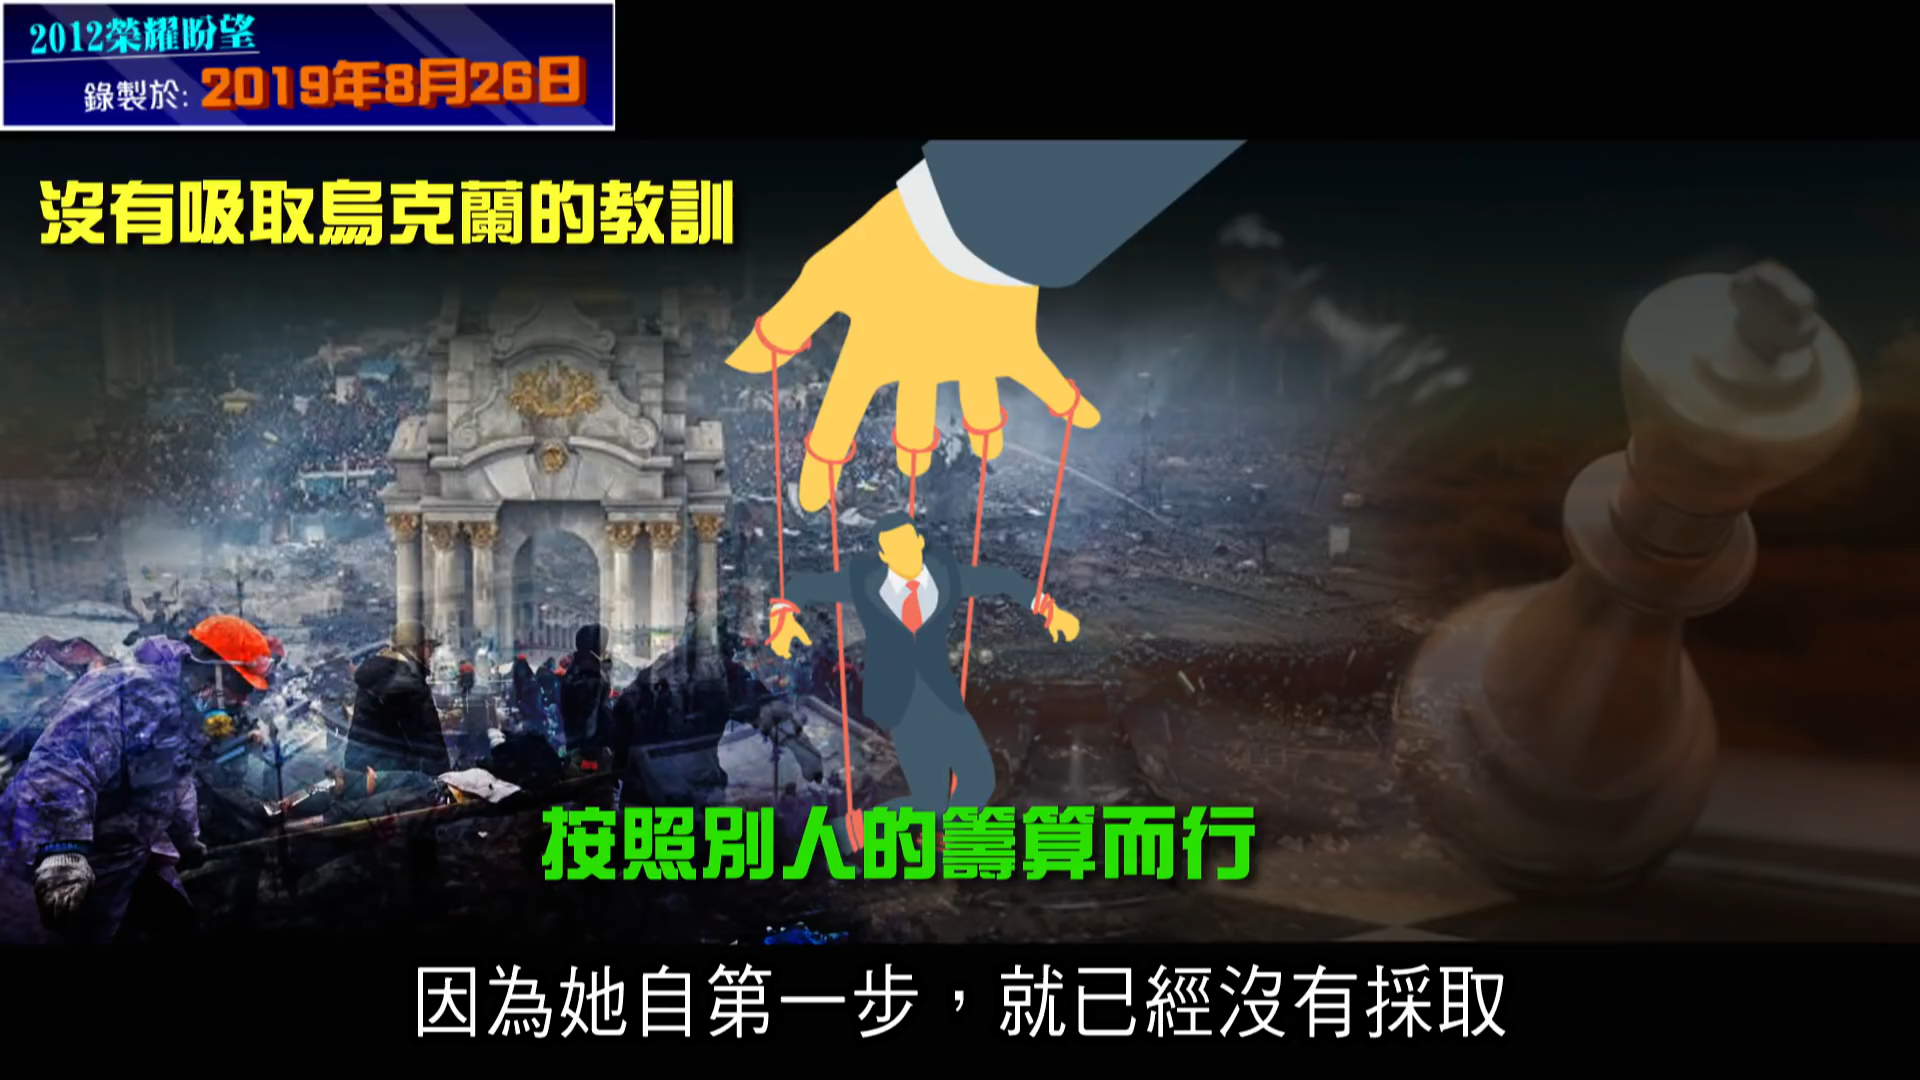 2012榮耀盼望
錄製於: 2019年8月26日
沒有吸取烏克蘭的教訓
按照別人的籌算而行
因為她自第一步，就已經沒有採取